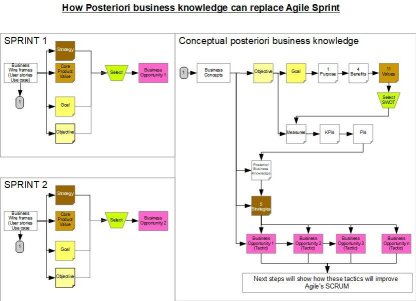 How Posteriori business knowledge can replace Agile Sprint
SPRINT 1
Strategy
Business
Wire frames
(User stories
Use case)
Core
Product
Value
Select
Business
Opportunity 1
1
Goal
Objective
SPRINT 2
Strategy
Business
Wire frames
(User stories
Use case)
Core
Product
Value
Select
Business
Opportunity 2
1
Goal
Objective
Conceptual posteriori business knowledge
1
Business
Concepts
Objective
Goal
1
Purpose
4
Benefits
Values
Select
SWOT
Measures
KPIs
PIs
Posteriori
Business
Knowledge
Strategies
Business
Opportunity 1
(Tactic)
Business
Opportunity 2
(Tactic)
Business
Opportunity 3
(Tactic)
Business
Opportunity n
(Tactic)
Next steps will show how these tactics will improve
Agile's SCRUM